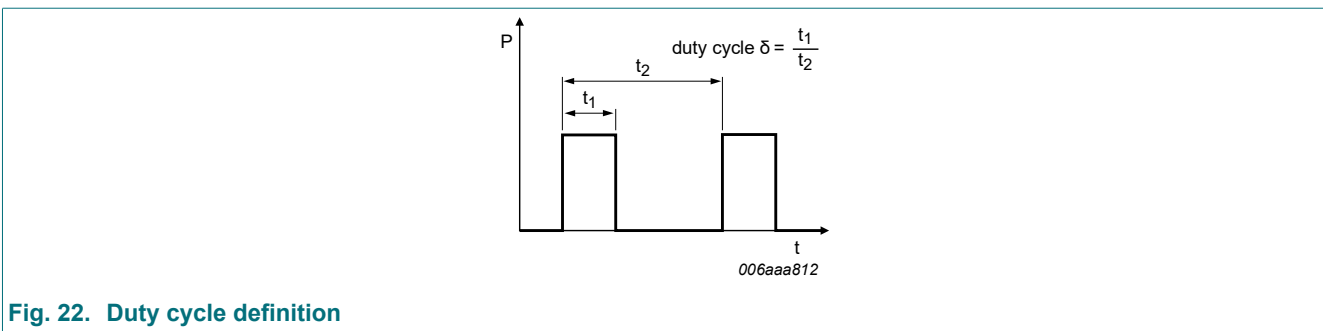 P
duty cycle δ = t1
t2
t2
t1
t
006aaa812
Fig. 22. Duty cycle definition